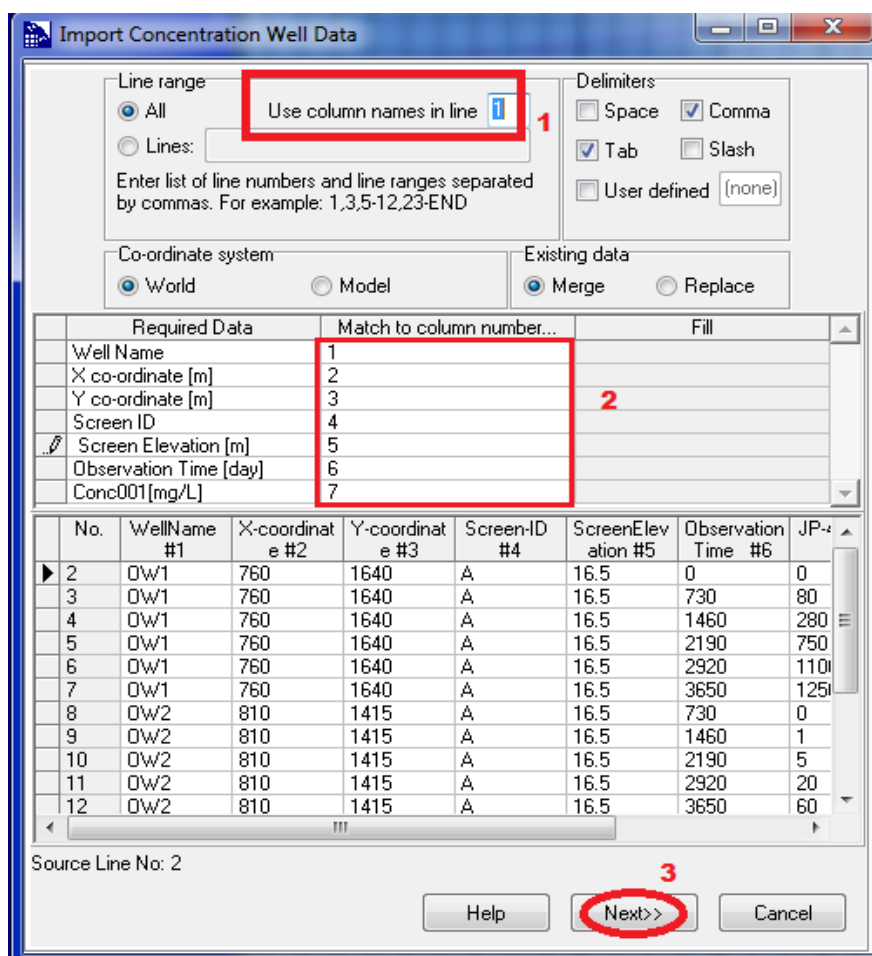 Import Concentration Well Data
Line range
All
Use column names in line 1
1
Lines:
Enter list of line numbers and line ranges separated
by commas. For example: 1,3,5-12,23-END
Delimiters
Space Comma
Tab Slash
User defined (none)
Co-ordinate system
World Model
Existing data
Merge Replace
Required Data Match to column number... Fill
Well Name 1
X co-ordinate [m] 2
Y co-ordinate [m] 3
2
Screen ID 4
Screen Elevation [m] 5
Observation Time [day] 6
Conc001[mg/L] 7
No. WellName X-coordinat Y-coordinat Screen-ID ScreenElev Observation JP-4
#1 e #2 e #3 #4 ation #5 Time #6
2 OW1 760 1640 A 16.5 0 0
3 OW1 760 1640 A 16.5 730 80
4 OW1 760 1640 A 16.5 1460 280
5 OW1 760 1640 A 16.5 2190 750
6 OW1 760 1640 A 16.5 2920 110
7 OW1 760 1640 A 16.5 3650 125
8 OW2 810 1415 A 16.5 730 0
9 OW2 810 1415 A 16.5 1460 1
10 OW2 810 1415 A 16.5 2190 5
11 OW2 810 1415 A 16.5 2920 20
12 OW2 810 1415 A 16.5 3650 60
Source Line No: 2
3
Help Next>> Cancel